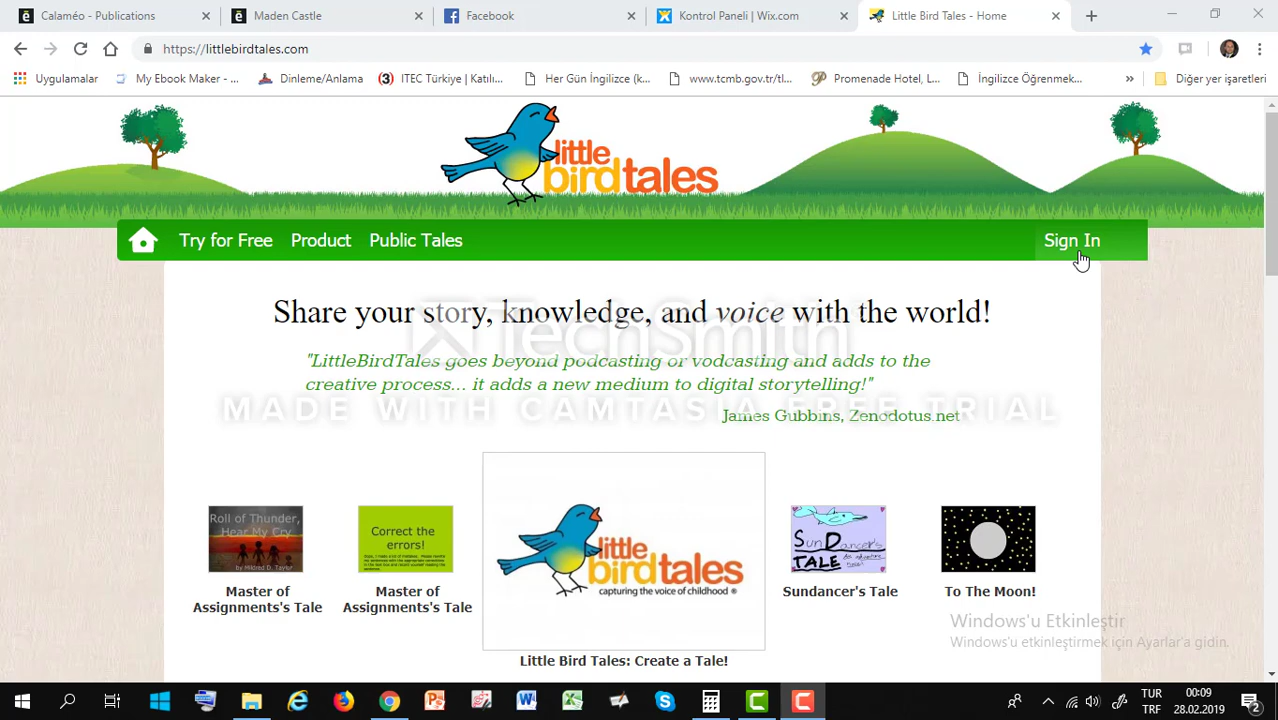 Calaméo - Publications
Maden Castle
Facebook
Kontrol Paneli | Wix.com
Little Bird Tales - Home
https://littlebirdtales.com
Uygulamalar
My Ebook Maker - ...
Dinleme/Anlama
ITEC Türkiye | Katılı...
Her Gün İngilizce (k...
www.tcmb.gov.tr/tl...
Promenade Hotel, L...
İngilizce Öğrenmek...
»
Diğer yer işaretleri
little
birdtales
Try for Free
Product
Public Tales
Sign In
Share your story, knowledge, and voice with the world!
TechSmith
"LittleBirdTales goes beyond podcasting or vodcasting and adds to the
creative process... it adds a new medium to digital storytelling!"
MADE WITH CAMTASIA FREE TRIAL
James Gubbins, Zenodotus.net
Roll of Thunder,
Hear My Cry
by Mildred D. Taylor
Correct the
errors!
little
birdtales
capturing the voice of childhood ®
SunDancer's
TALE
To The Moon!
Master of
Assignments's Tale
Master of
Assignments's Tale
Sundancer's Tale
Little Bird Tales: Create a Tale!
Windows'u Etkinleştir
Windows'u etkinleştirmek için Ayarlar'a gidin.
TUR
TRF
00:09
28.02.2019
2